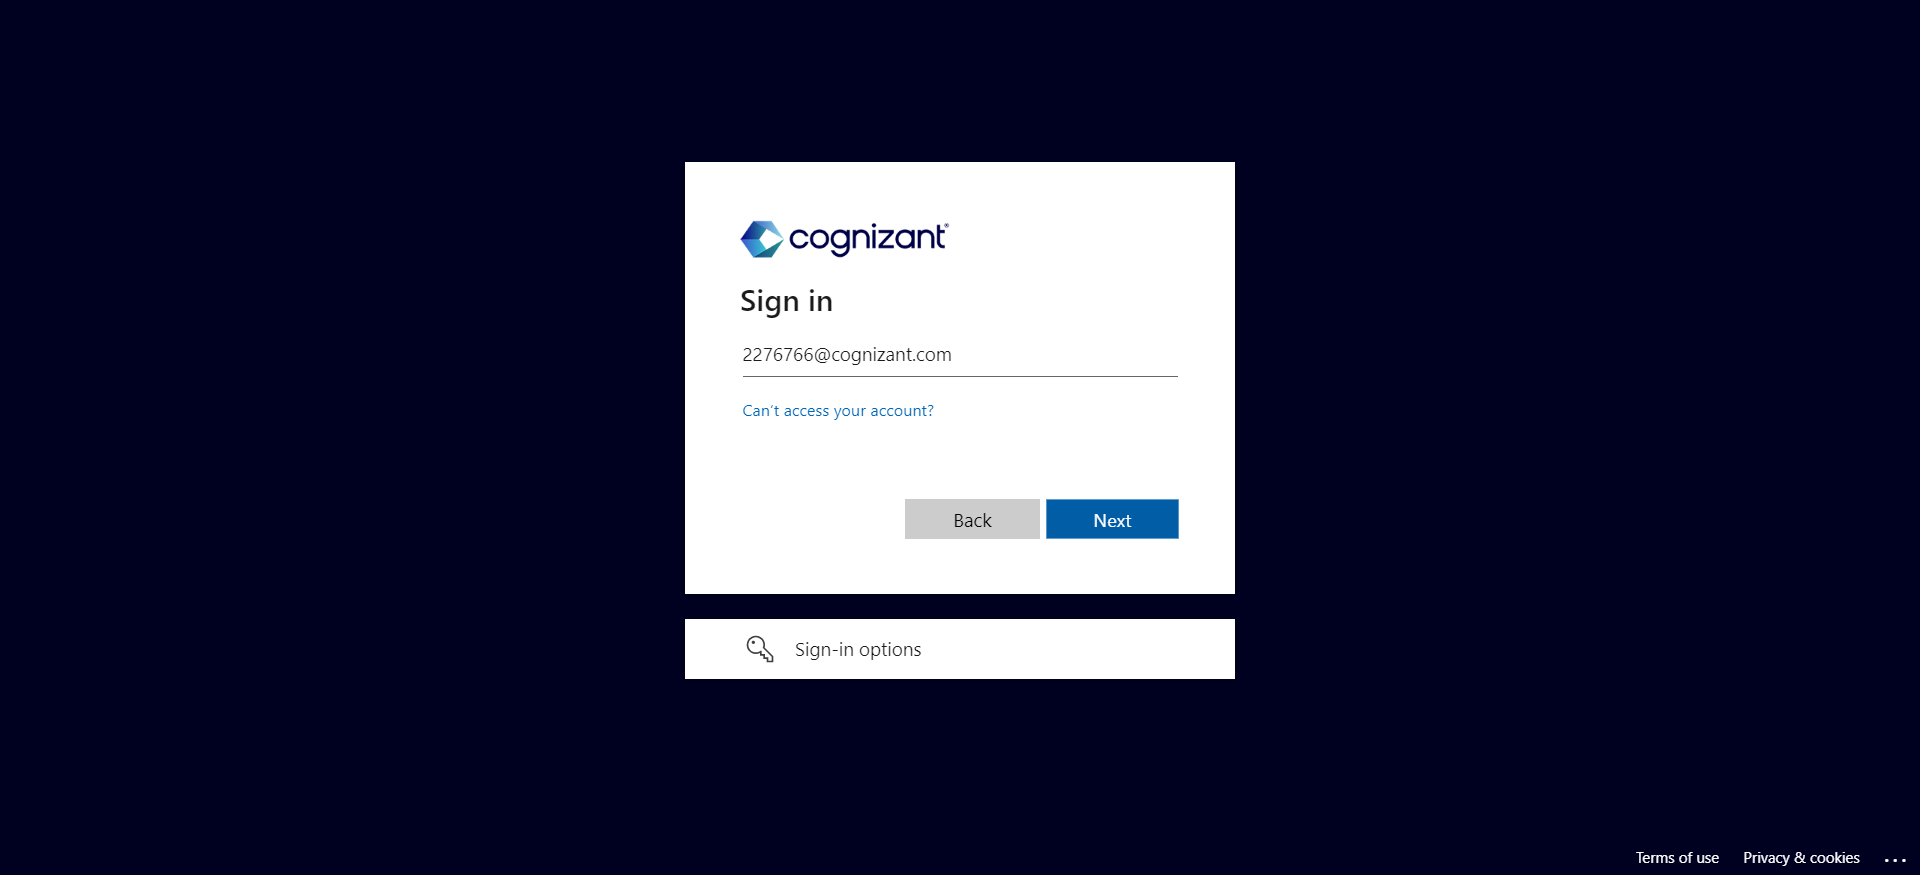 cognizant®
Sign in
2276766@cognizant.com
Can't access your account?
Back
Next
Sign-in options
Terms of use
Privacy & cookies
...